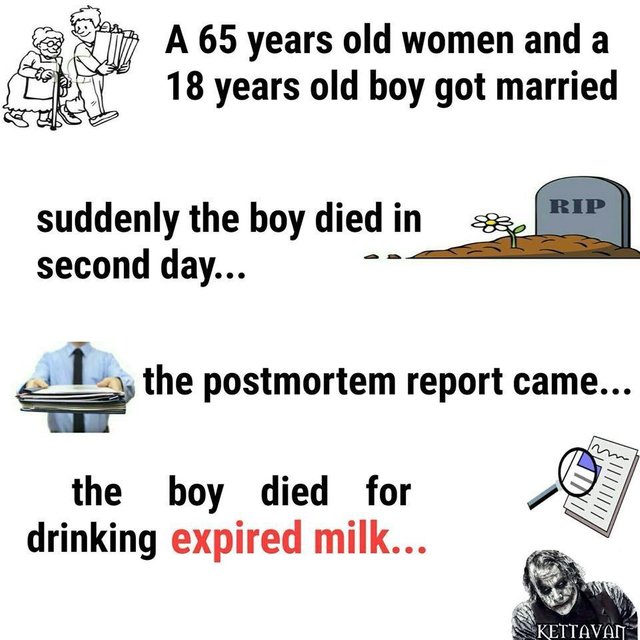 A 65 years old women and a
18 years old boy got married
suddenly the boy died in
second day...
RIP
the postmortem report came...
the boy died for
drinking expired milk...
KETTAVAN